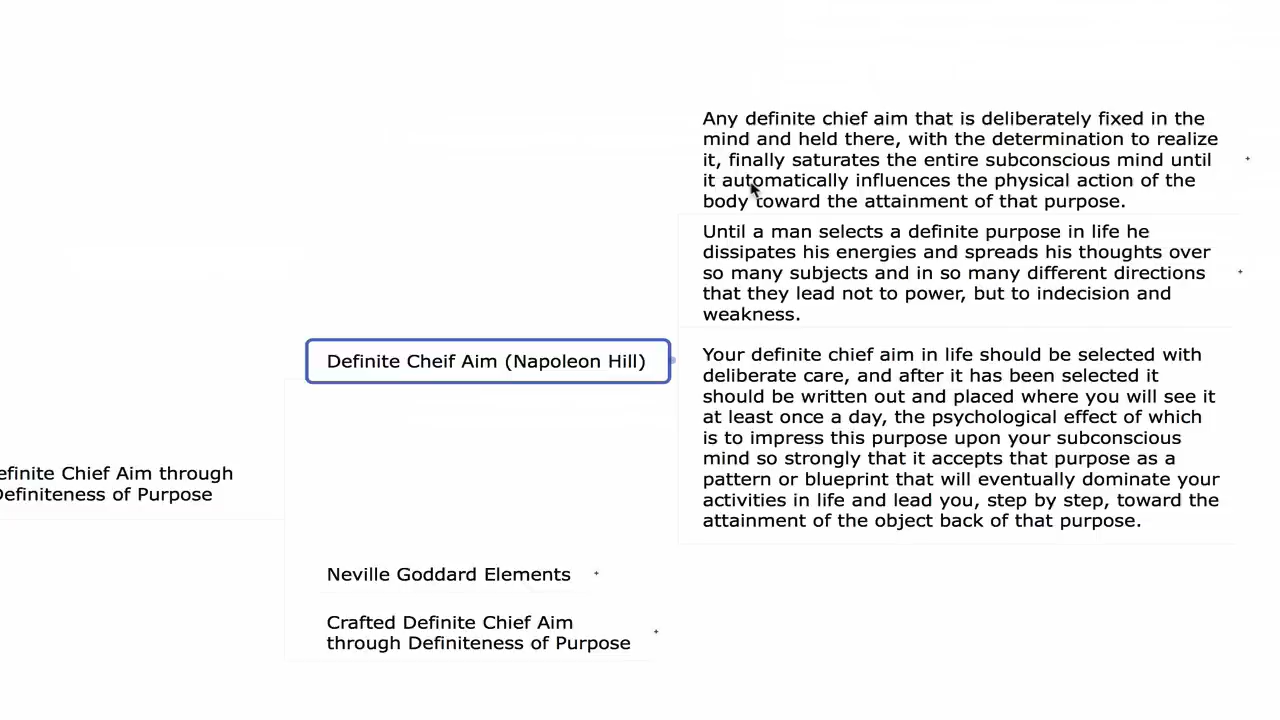 Any definite chief aim that is deliberately fixed in the
mind and held there, with the determination to realize
it, finally saturates the entire subconscious mind until
it automatically influences the physical action of the
body toward the attainment of that purpose.
Until a man selects a definite purpose in life he
dissipates his energies and spreads his thoughts over
so many subjects and in so many different directions
that they lead not to power, but to indecision and
weakness.
Definite Cheif Aim (Napoleon Hill)
Your definite chief aim in life should be selected with
deliberate care, and after it has been selected it
should be written out and placed where you will see it
at least once a day, the psychological effect of which
is to impress this purpose upon your subconscious
mind so strongly that it accepts that purpose as a
pattern or blueprint that will eventually dominate your
activities in life and lead you, step by step, toward the
attainment of the object back of that purpose.
efinite Chief Aim through
Definiteness of Purpose
Neville Goddard Elements
Crafted Definite Chief Aim
through Definiteness of Purpose